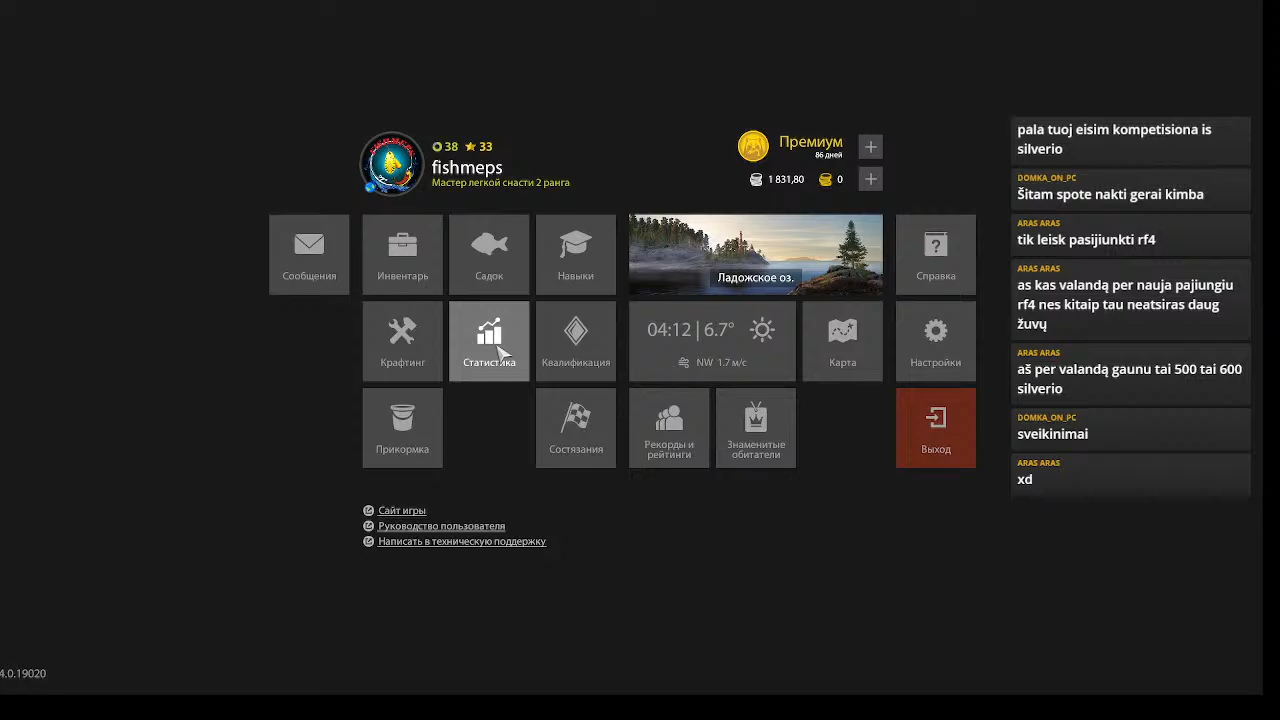 38 33
fishmeps
Мастер легкой снасти 2 ранга
Премиум
86 дней
1 831,80 0
Сообщения
Инвентарь
Садок
Навыки
Ладожское оз.
Справка
Крафтинг
Статистика
Квалификация
04:12 | 6.7°
NW 1.7 м/с
Карта
Настройки
Прикормка
Состязания
Рекорды и
рейтинги
Знаменитые
обитатели
Выход
Сайт игры
Руководство пользователя
Написать в техническую поддержку
4.0.19020
pala tuoj eisim kompetisiona is
silverio
DOMKA_ON_PC
Šitam spote nakti gerai kimba
ARAS ARAS
tik leisk pasijiunkti rf4
ARAS ARAS
as kas valandą per nauja pajiungiu
rf4 nes kitaip tau neatsiras daug
žuvų
ARAS ARAS
aš per valandą gaunu tai 500 tai 600
silverio
DOMKA_ON_PC
sveikinimai
ARAS ARAS
xd